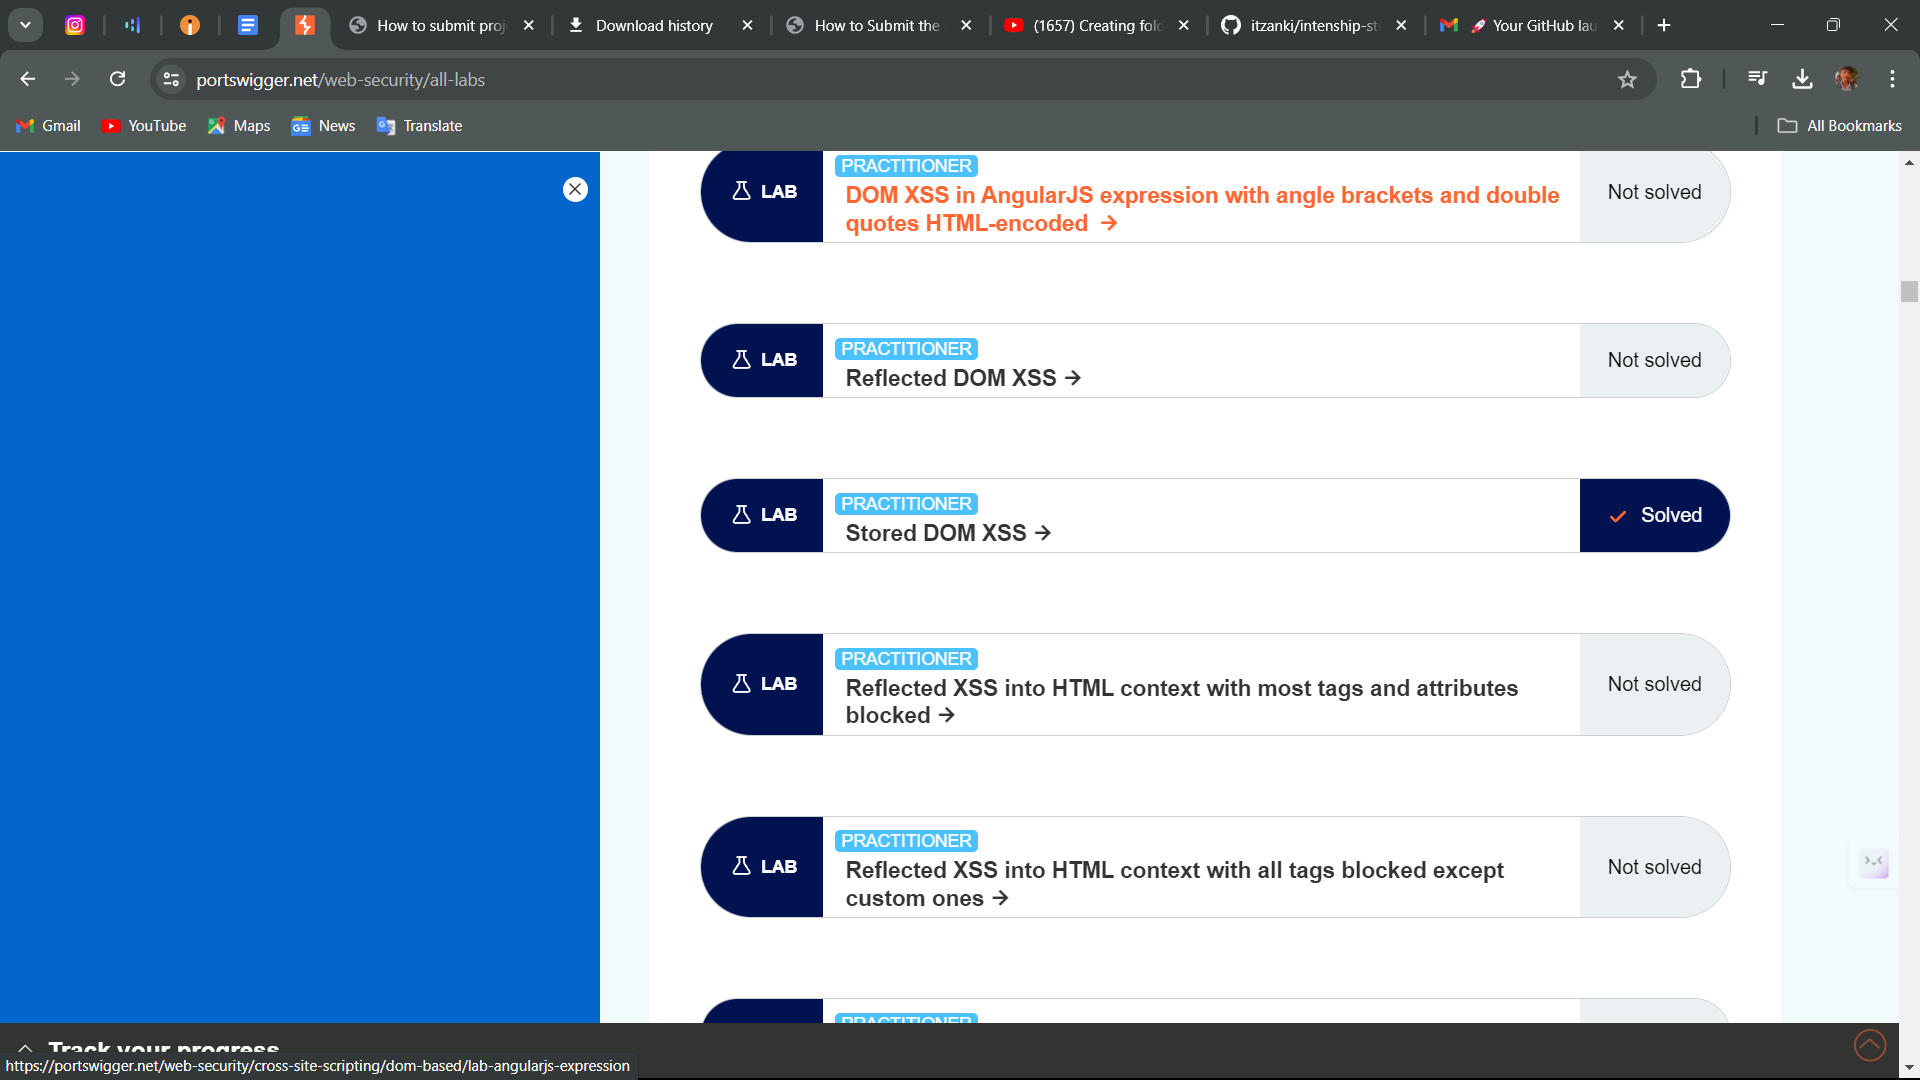 How to submit proj
Download history
How to Submit the
(1657) Creating fold
itzanki/intenship-st
🚀 Your GitHub lau
portswigger.net/web-security/all-labs
Gmail
YouTube
Maps
News
Translate
All Bookmarks
PRACTITIONER
LAB
DOM XSS in AngularJS expression with angle brackets and double
quotes HTML-encoded →
Not solved
LAB
PRACTITIONER
Reflected DOM XSS →
Not solved
LAB
PRACTITIONER
Stored DOM XSS →
Solved
LAB
PRACTITIONER
Reflected XSS into HTML context with most tags and attributes
blocked →
Not solved
LAB
PRACTITIONER
Reflected XSS into HTML context with all tags blocked except
custom ones →
Not solved
PRACTITIONER
Track your progress
https://portswigger.net/web-security/cross-site-scripting/dom-based/lab-angularjs-expression